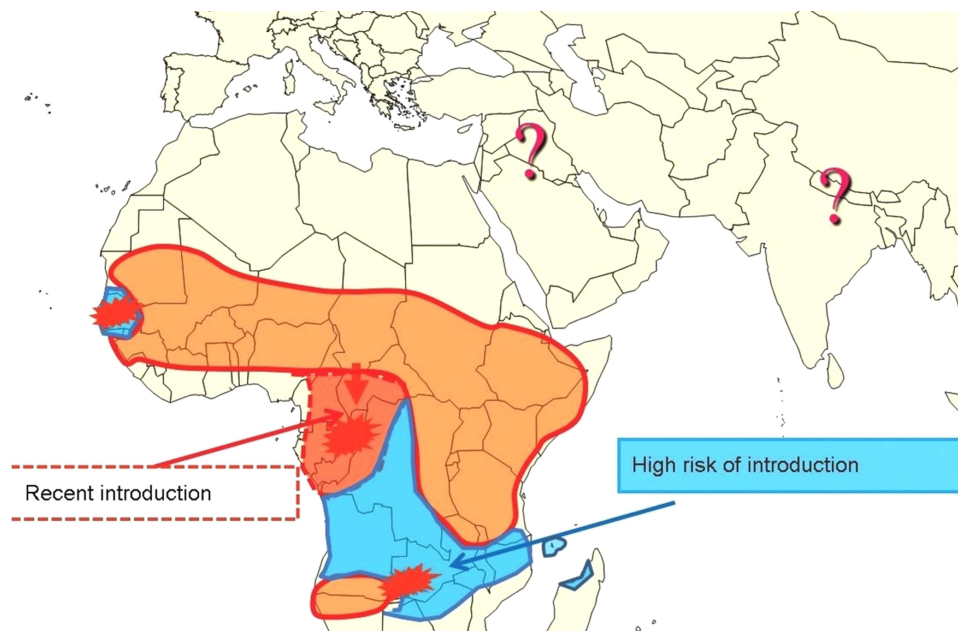 ?
?
High risk of introduction
Recent introduction